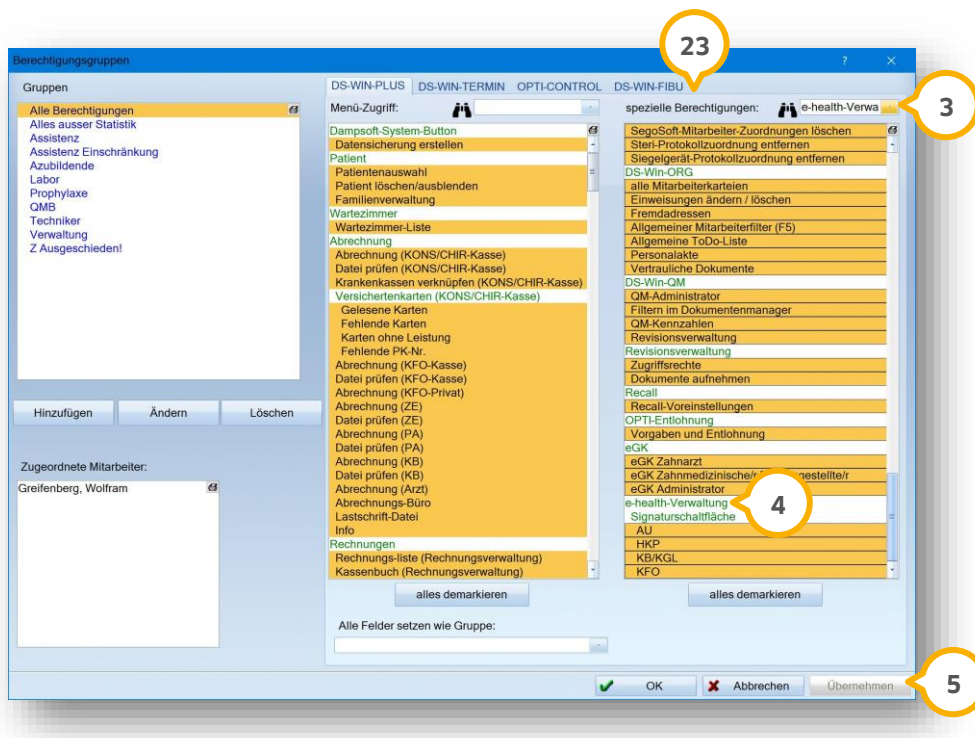 23
Berechtigungsgruppen
Gruppen
Alle Berechtigungen
Alles ausser Statistik
Assistenz
Assistenz Einschränkung
Azubildende
Labor
Prophylaxe
QMB
Techniker
Verwaltung
Z Ausgeschieden!
Hinzufügen Ändern Löschen
Zugeordnete Mitarbeiter:
Greifenberg, Wolfram
DS-WIN-PLUS DS-WIN-TERMIN OPTI-CONTROL DS-WIN-FIBU
Menü-Zugriff:
Dampsoft-System-Button
Datensicherung erstellen
Patient
Patientenauswahl
Patient löschen/ausblenden
Familienverwaltung
Wartezimmer
Wartezimmer-Liste
Abrechnung
Abrechnung (KONS/CHIR-Kasse)
Datei prüfen (KONS/CHIR-Kasse)
Krankenkassen verknüpfen (KONS/CHIR-Kasse)
Versichertenkarten (KONS/CHIR-Kasse)
Gelesene Karten
Fehlende Karten
Karten ohne Leistung
Fehlende PK-Nr.
Abrechnung (KFO-Kasse)
Datei prüfen (KFO-Kasse)
Abrechnung (KFO-Privat)
Abrechnung (ZE)
Datei prüfen (ZE)
Abrechnung (PA)
Datei prüfen (PA)
Abrechnung (KB)
Datei prüfen (KB)
Abrechnung (Arzt)
Abrechnungs-Büro
Lastschrift-Datei
Info
Rechnungen
Rechnungs-liste (Rechnungsverwaltung)
Kassenbuch (Rechnungsverwaltung)
alles demarkieren
Alle Felder setzen wie Gruppe:
spezielle Berechtigungen: e-health-Verwa
3
SegoSoft-Mitarbeiter-Zuordnungen löschen
Steri-Protokollzuordnung entfernen
Siegelgerät-Protokollzuordnung entfernen
DS-Win-ORG
alle Mitarbeiterkarteien
Einweisungen ändern / löschen
Fremdadressen
Allgemeiner Mitarbeiterfilter (F5)
Allgemeine ToDo-Liste
Personalakte
Vertrauliche Dokumente
DS-Win-QM
QM-Administrator
Filtern im Dokumentenmanager
QM-Kennzahlen
Revisionsverwaltung
Revisionsverwaltung
Zugriffsrechte
Dokumente aufnehmen
Recall
Recall-Voreinstellungen
OPTI-Entlohnung
Vorgaben und Entlohnung
eGK
eGK Zahnarzt
eGK Zahnmedizinische/r
eGK Administrator
e-health-Verwaltung
4
Signaturschaltfläche
AU
HKP
KB/KGL
KFO
alles demarkieren
OK Abbrechen Übernehmen
5